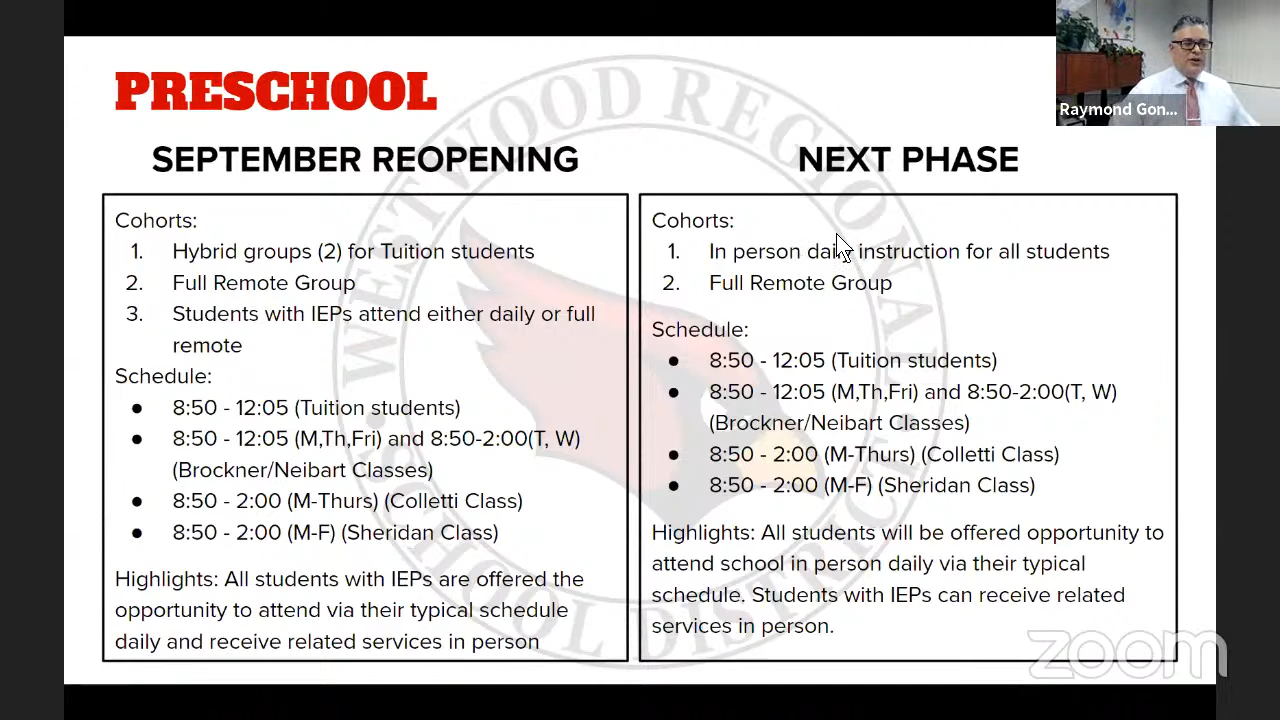 PRESCHOOL
Raymond Gon...
SEPTEMBER REOPENING
Cohorts:
1. Hybrid groups (2) for Tuition students
2. Full Remote Group
3. Students with IEPs attend either daily or full
remote
Schedule:
● 8:50 - 12:05 (Tuition students)
● 8:50 - 12:05 (M,Th,Fri) and 8:50-2:00(T, W)
(Brockner/Neibart Classes)
● 8:50 - 2:00 (M-Thurs) (Colletti Class)
● 8:50 - 2:00 (M-F) (Sheridan Class)
Highlights: All students with IEPs are offered the
opportunity to attend via their typical schedule
daily and receive related services in person
NEXT PHASE
Cohorts:
1. In person daily instruction for all students
2. Full Remote Group
Schedule:
● 8:50 - 12:05 (Tuition students)
● 8:50 - 12:05 (M,Th,Fri) and 8:50-2:00(T, W)
(Brockner/Neibart Classes)
● 8:50 - 2:00 (M-Thurs) (Colletti Class)
● 8:50 - 2:00 (M-F) (Sheridan Class)
Highlights: All students will be offered opportunity to
attend school in person daily via their typical
schedule. Students with IEPs can receive related
services in person.
WESTWOOD REGIONAL
SCHOOL DISTRICT
zoom